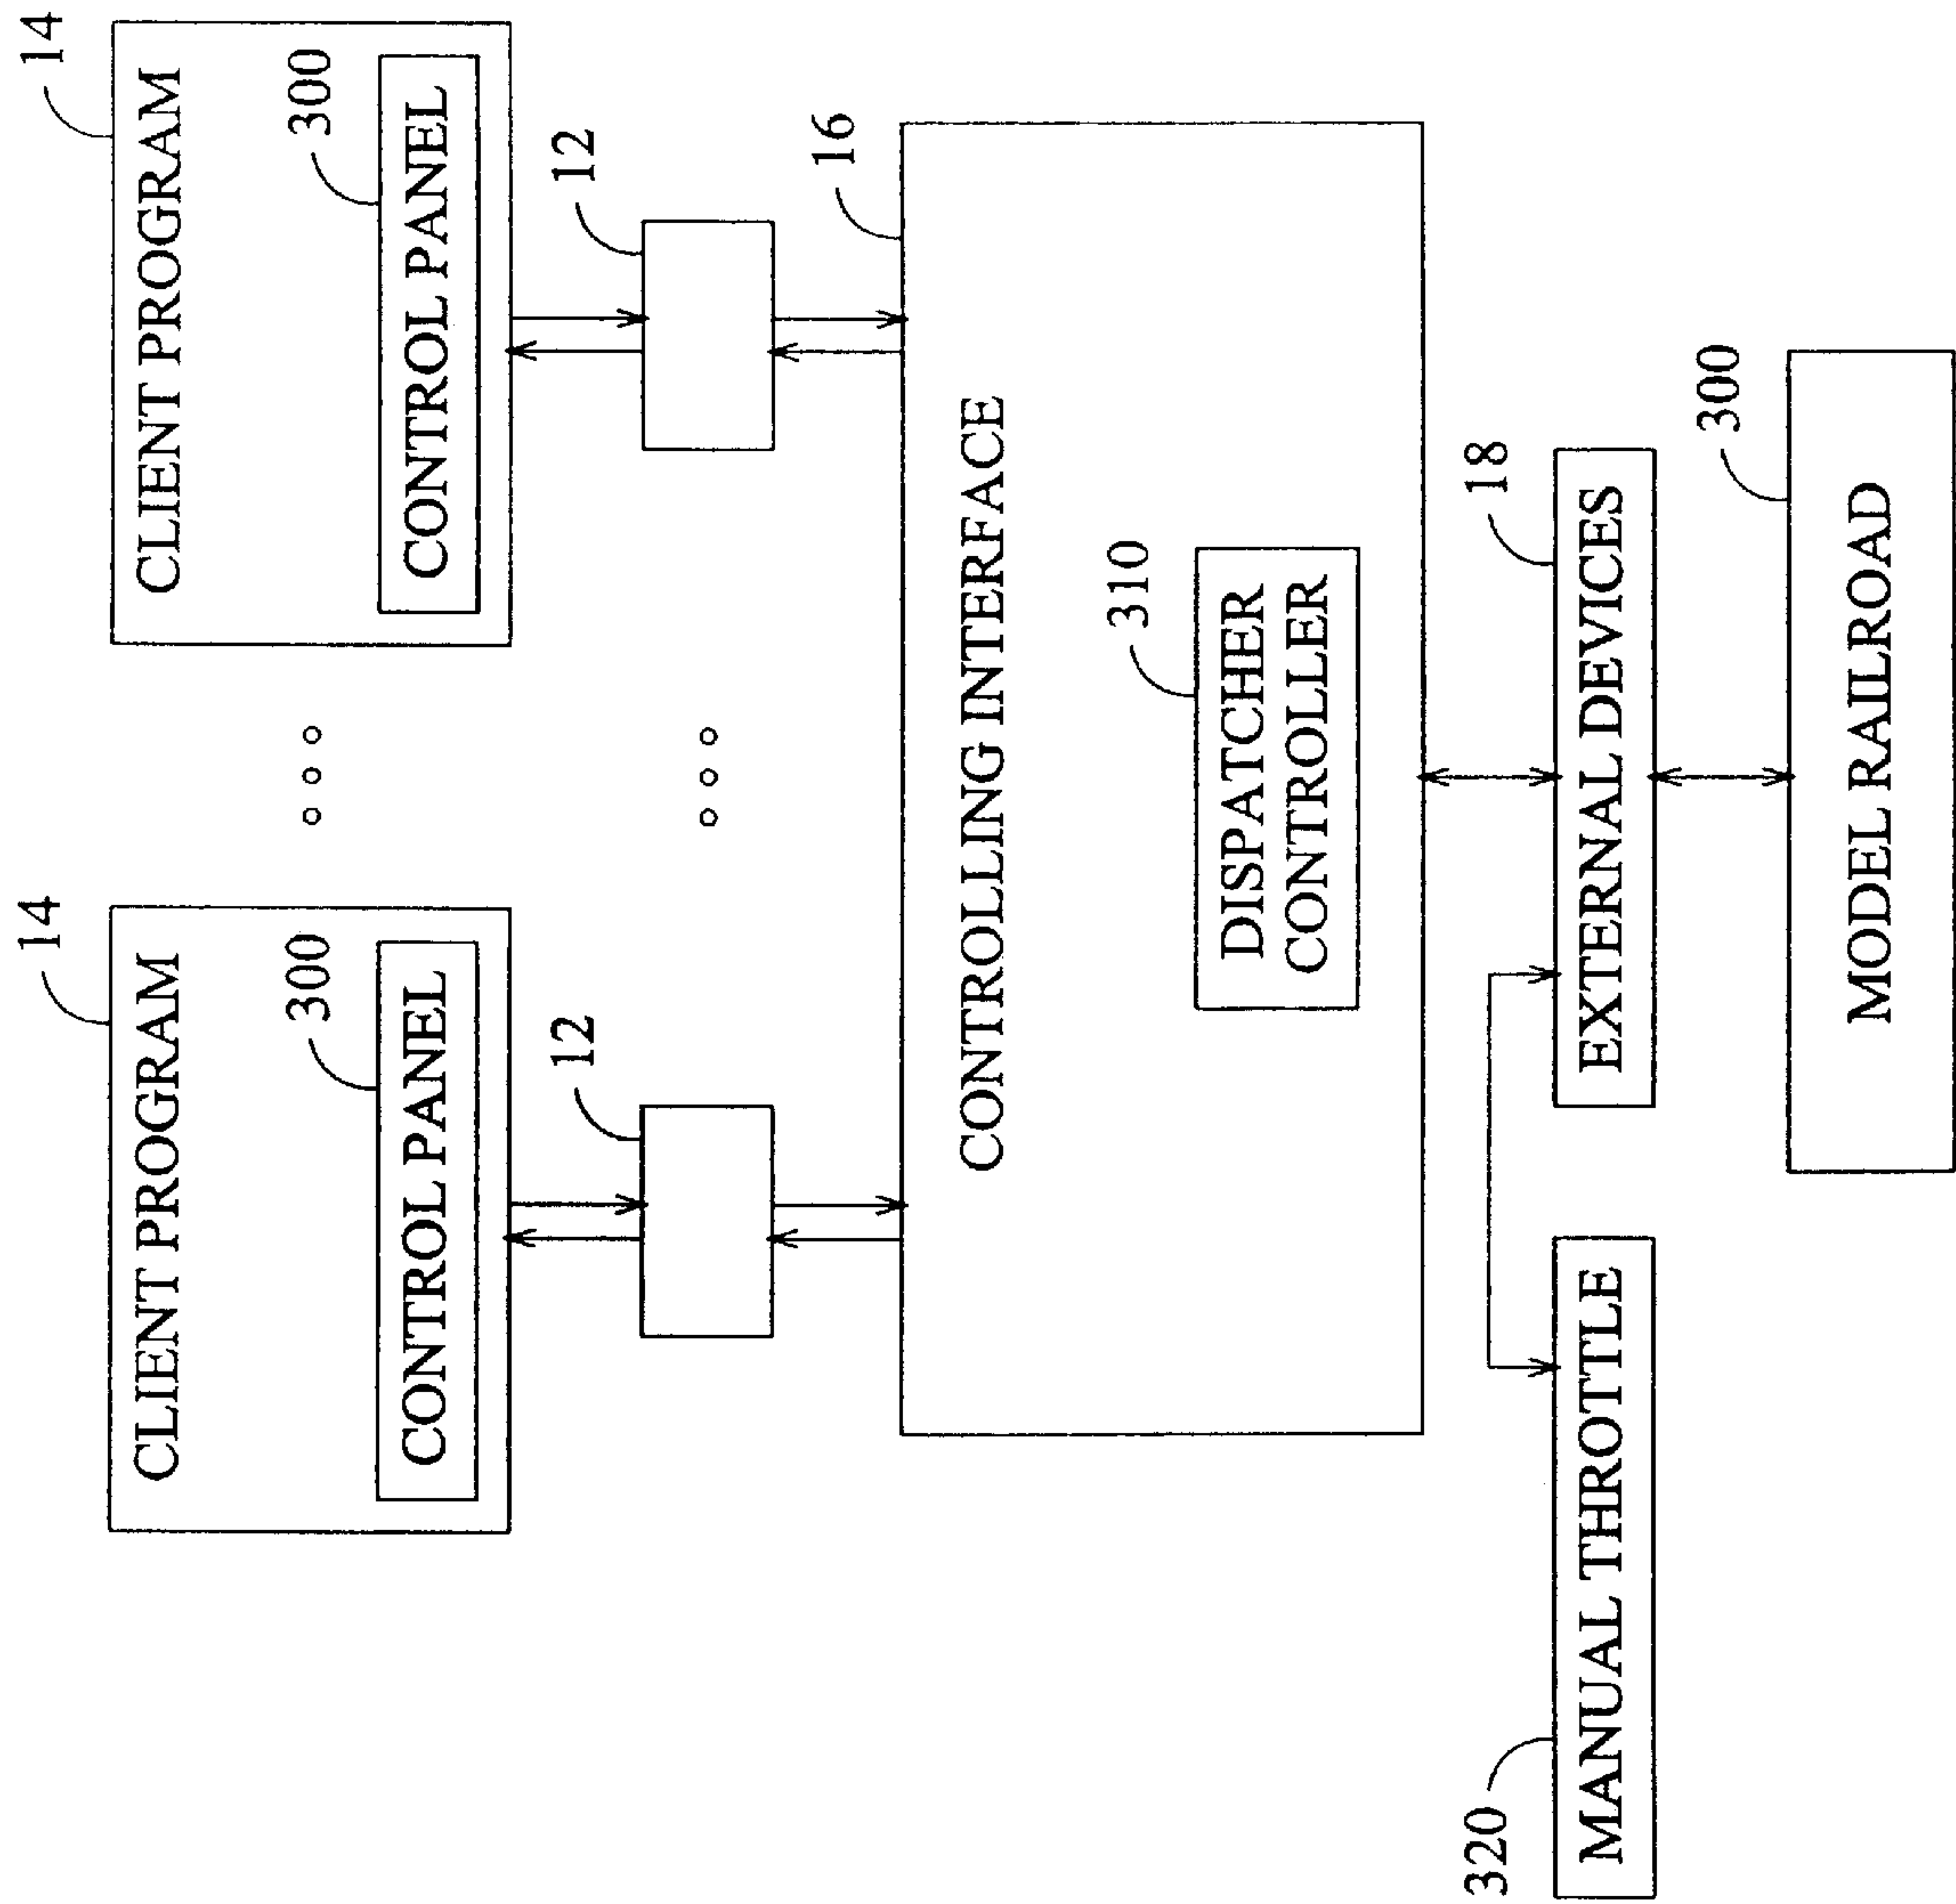 14
CLIENT PROGRAM
300
CONTROL PANEL
12
14
CLIENT PROGRAM
300
CONTROL PANEL
12
16
CONTROLLING INTERFACE
310
DISPATCHER
CONTROLLER
320
MANUAL THROTTLE
18
EXTERNAL DEVICES
300
MODEL RAILROAD